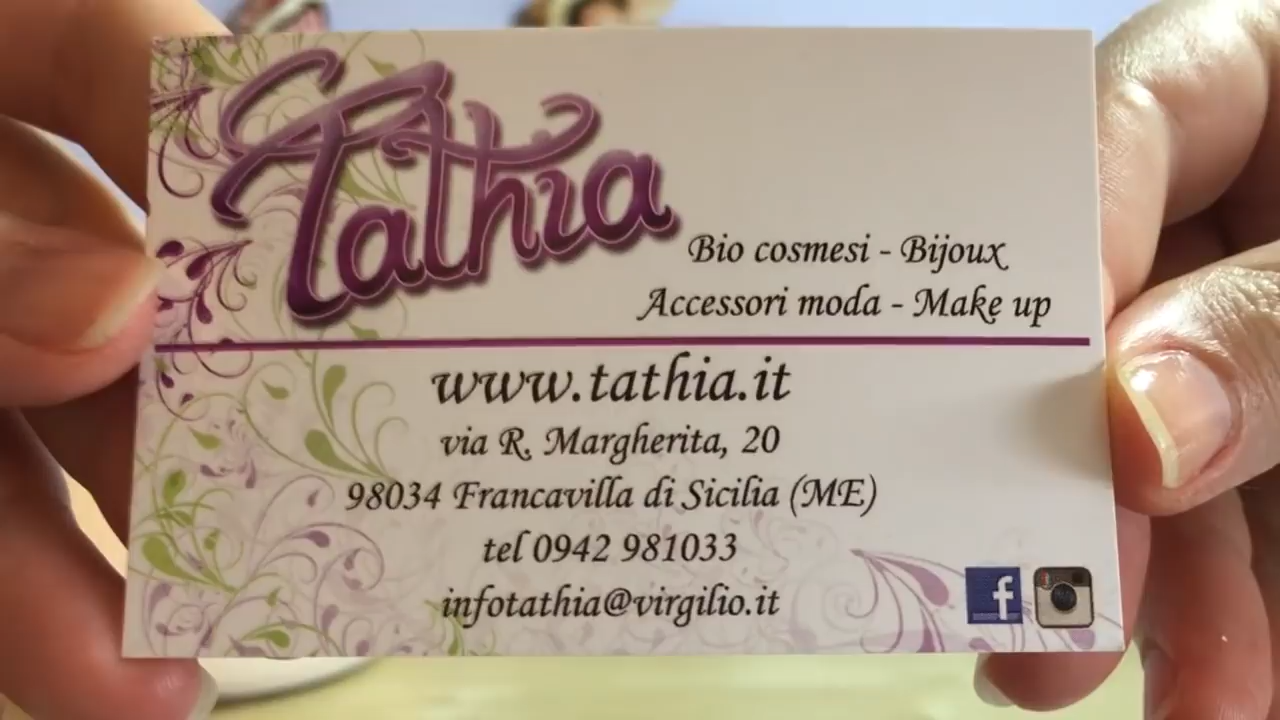 Tathia
Bio cosmesi - Bijoux
Accessori moda - Make up
www.tathia.it
via R. Margherita, 20
98034 Francavilla di Sicilia (ME)
tel 0942 981033
infotathia@virgilio.it
f